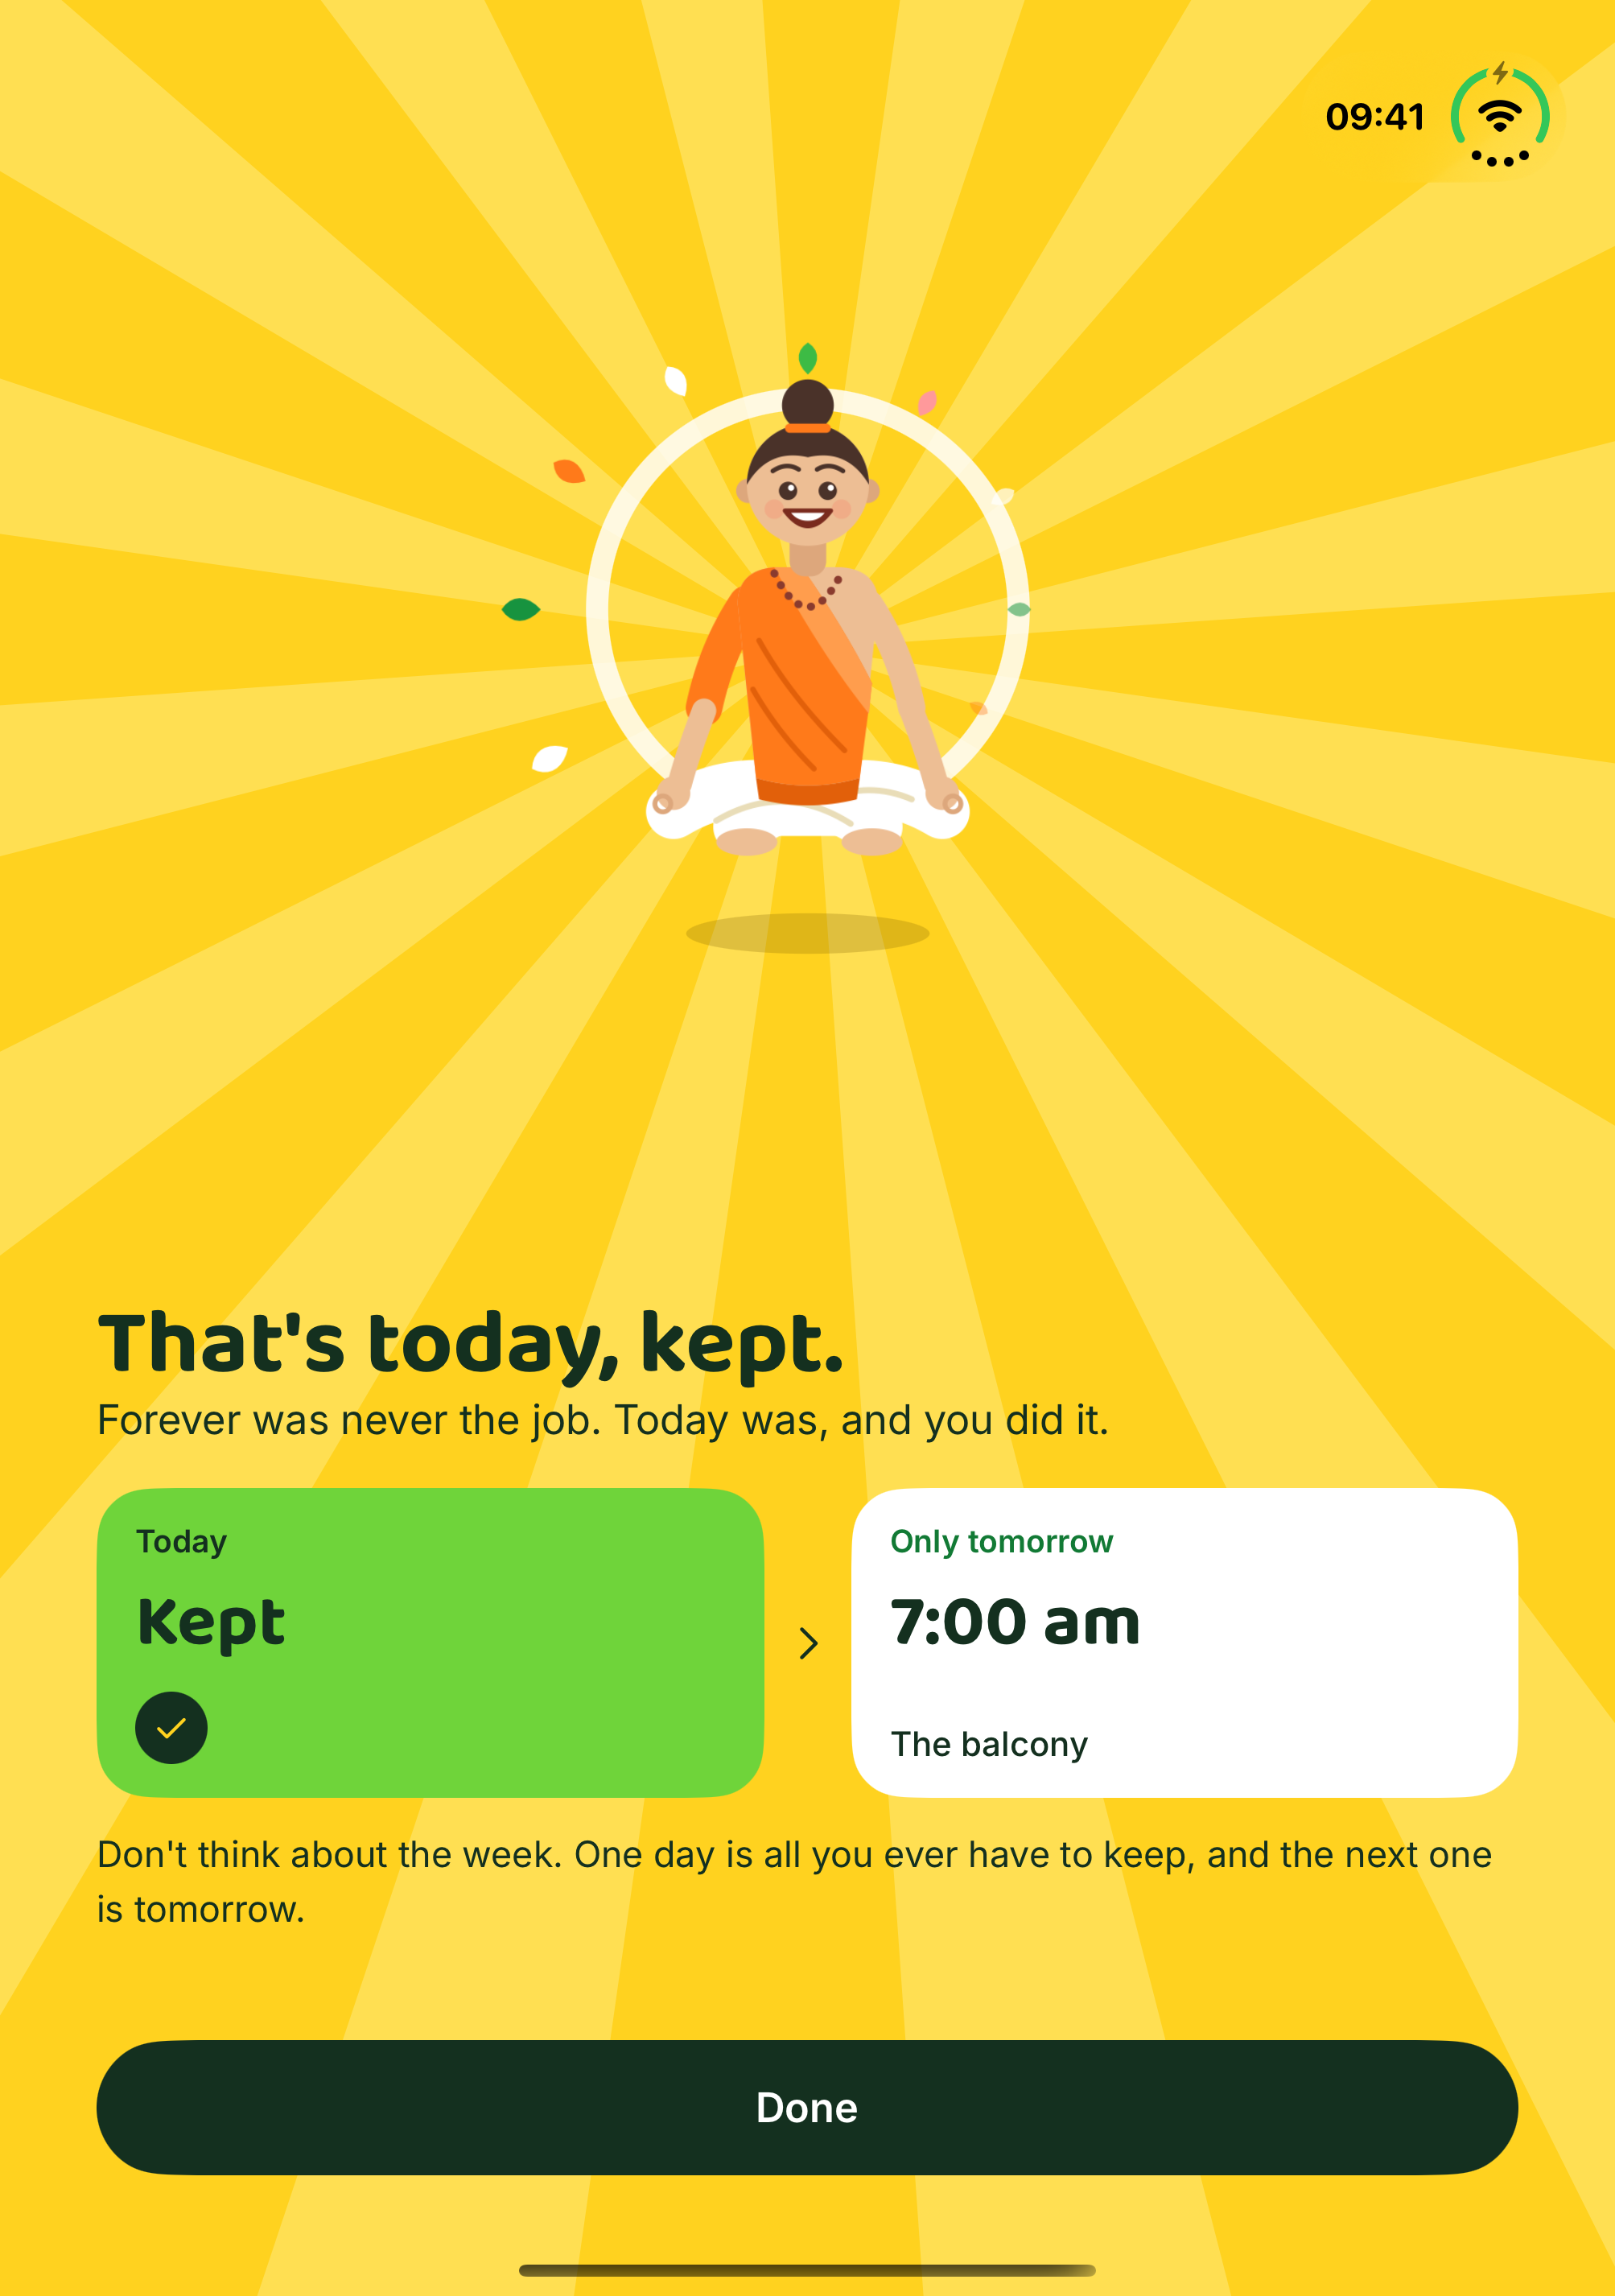 09:41
That's today, kept.
Forever was never the job. Today was, and you did it.
Today
Kept
Only tomorrow
7:00 am
The balcony
Don't think about the week. One day is all you ever have to keep, and the next one
is tomorrow.
Done